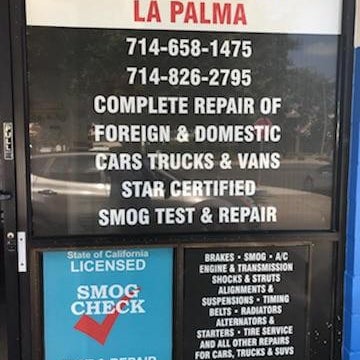 LA PALMA
714-658-1475
714-826-2795
COMPLETE REPAIR OF
FOREIGN & DOMESTIC
CARS TRUCKS & VANS
STAR CERTIFIED
SMOG TEST & REPAIR
PULL
State of California
LICENSED
SMOG
CHECK
& REPAIR
BRAKES • SMOG • A/C
ENGINE & TRANSMISSION
SHOCKS & STRUTS
ALIGNMENTS &
SUSPENSIONS • TIMING
BELTS • RADIATORS
ALTERNATORS &
STARTERS • TIRE SERVICE
AND ALL OTHER REPAIRS
FOR CARS, TRUCKS & SUVS